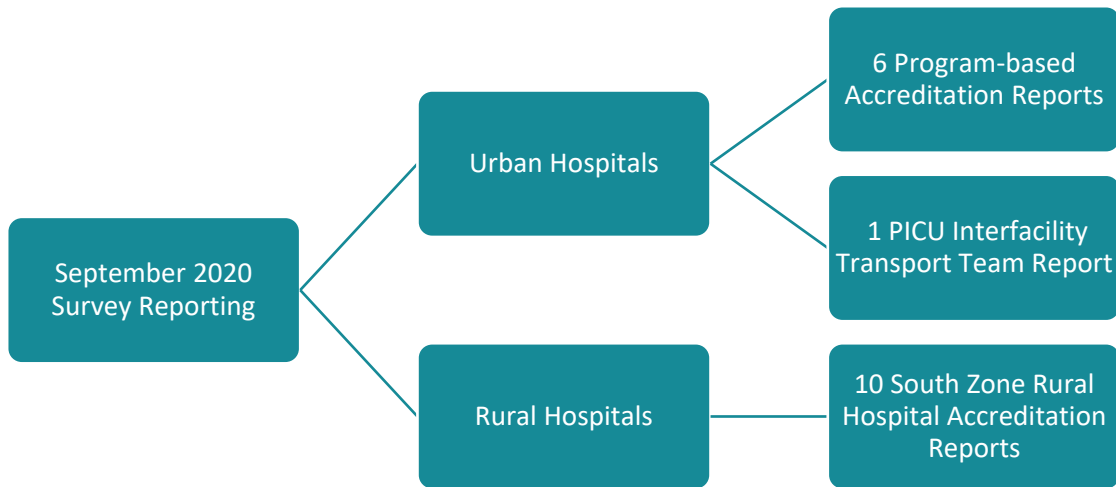 September 2020
Survey Reporting
Urban Hospitals
6 Program-based
Accreditation Reports
1 PICU Interfacility
Transport Team Report
Rural Hospitals
10 South Zone Rural
Hospital Accreditation
Reports